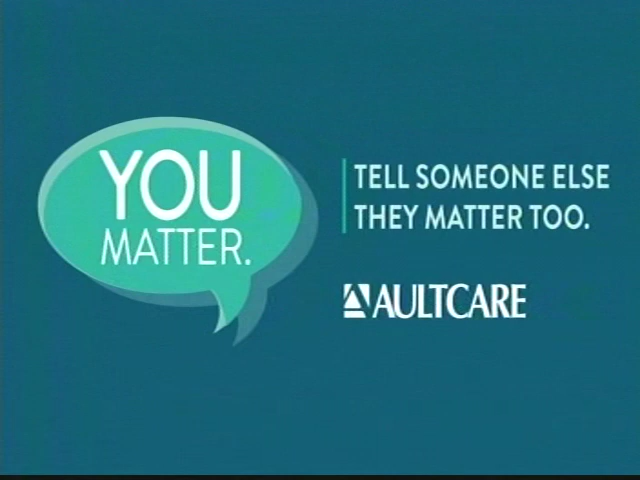 YOU
MATTER.
TELL SOMEONE ELSE
THEY MATTER TOO.
AULTCARE